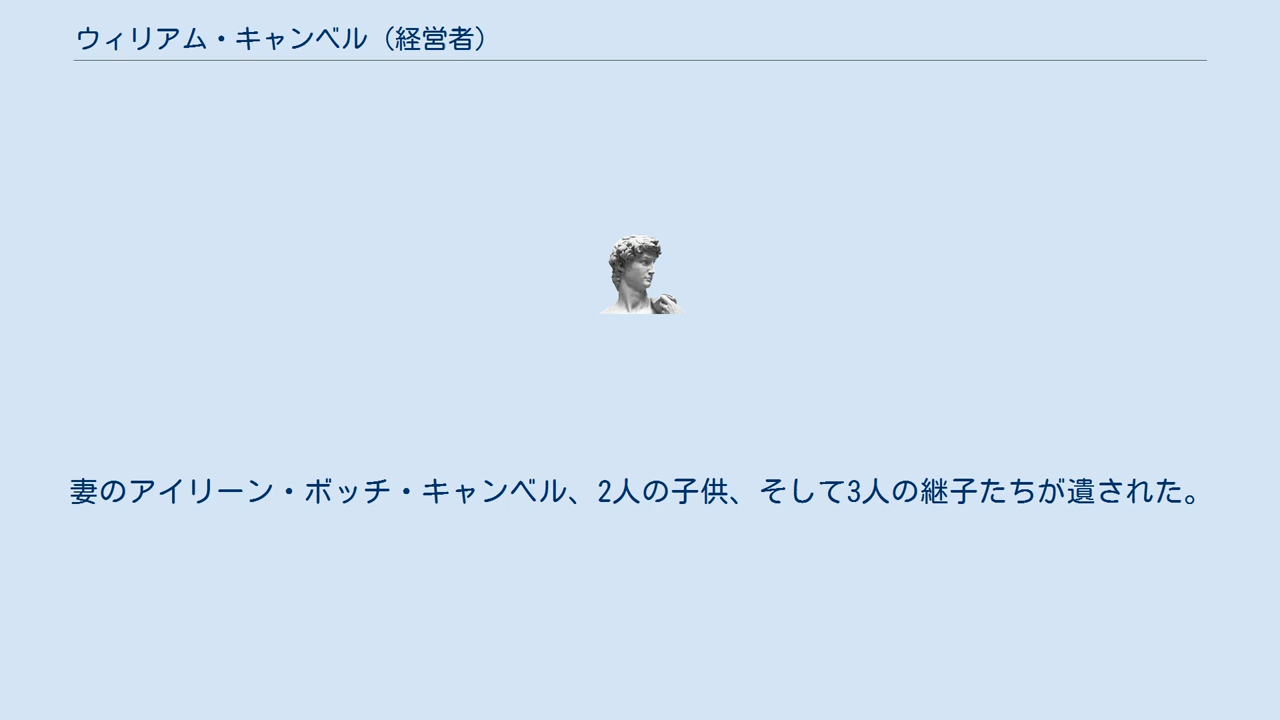 ウィリアム・キャンベル（経営者）
妻のアイリーン・ボッチ・キャンベル、2人の子供、そして3人の継子たちが遺された。